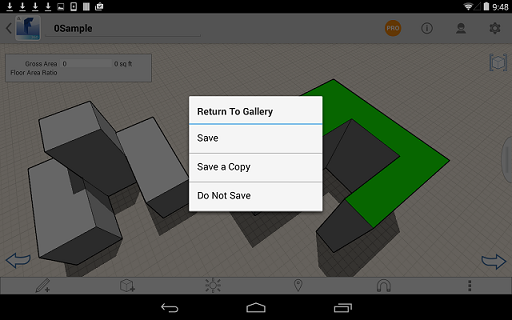 9:48
0Sample
PRO
Gross Area 0 0 sq ft
Floor Area Ratio
Return To Gallery
Save
Save a Copy
Do Not Save